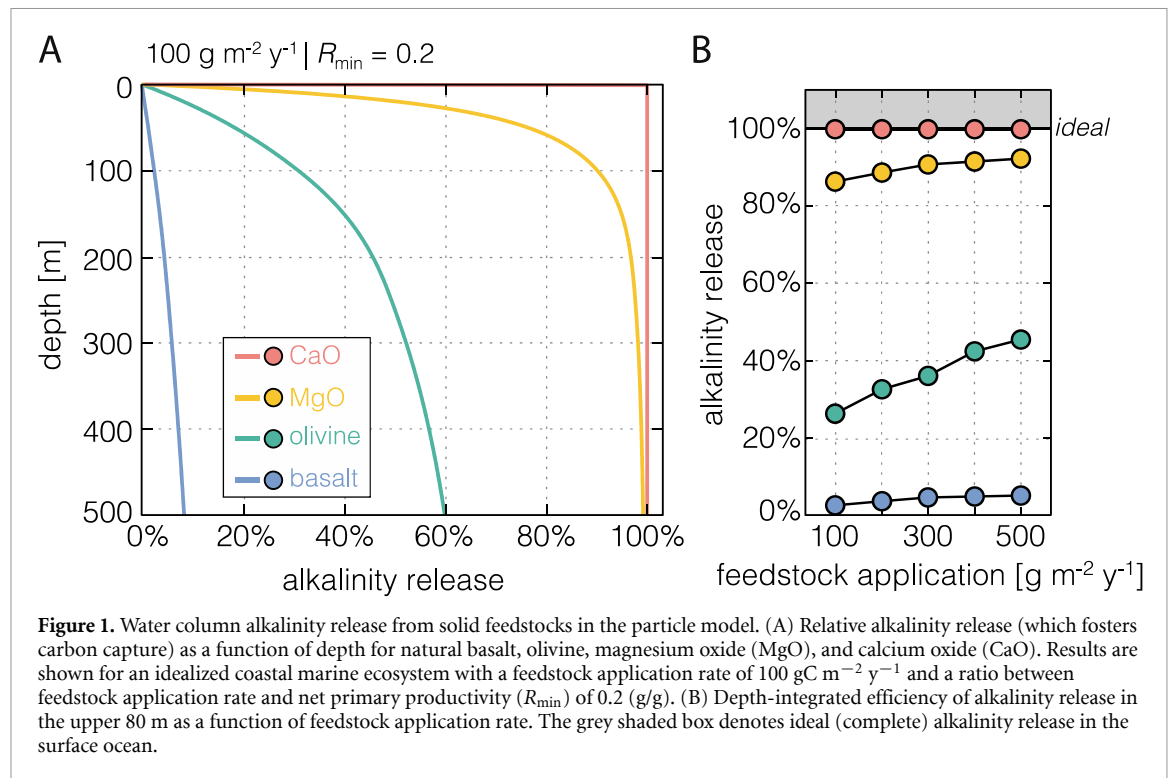 A
100 g m⁻² y⁻¹ | R_min = 0.2
0
100
200
300
400
500
depth [m]
CaO
MgO
olivine
basalt
0%
20%
40%
60%
80%
100%
alkalinity release
B
100%
80%
60%
40%
20%
0%
ideal
alkalinity release
100
300
500
feedstock application [g m⁻² y⁻¹]
Figure 1. Water column alkalinity release from solid feedstocks in the particle model. (A) Relative alkalinity release (which fosters
carbon capture) as a function of depth for natural basalt, olivine, magnesium oxide (MgO), and calcium oxide (CaO). Results are
shown for an idealized coastal marine ecosystem with a feedstock application rate of 100 gC m⁻² y⁻¹ and a ratio between
feedstock application rate and net primary productivity (R_min) of 0.2 (g/g). (B) Depth-integrated efficiency of alkalinity release in
the upper 80 m as a function of feedstock application rate. The grey shaded box denotes ideal (complete) alkalinity release in the
surface ocean.